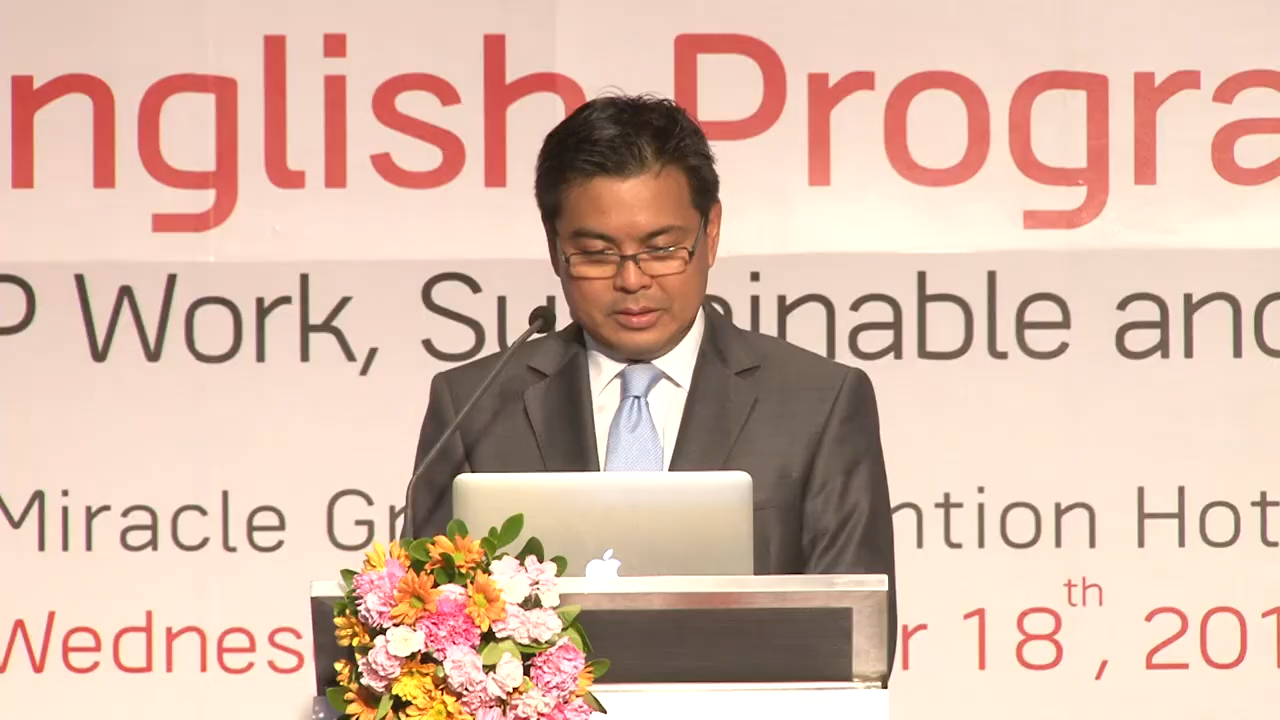 nglish Progra
P Work, Su inable and
Miracle Gr ntion Hot
Wednes r 18th, 201